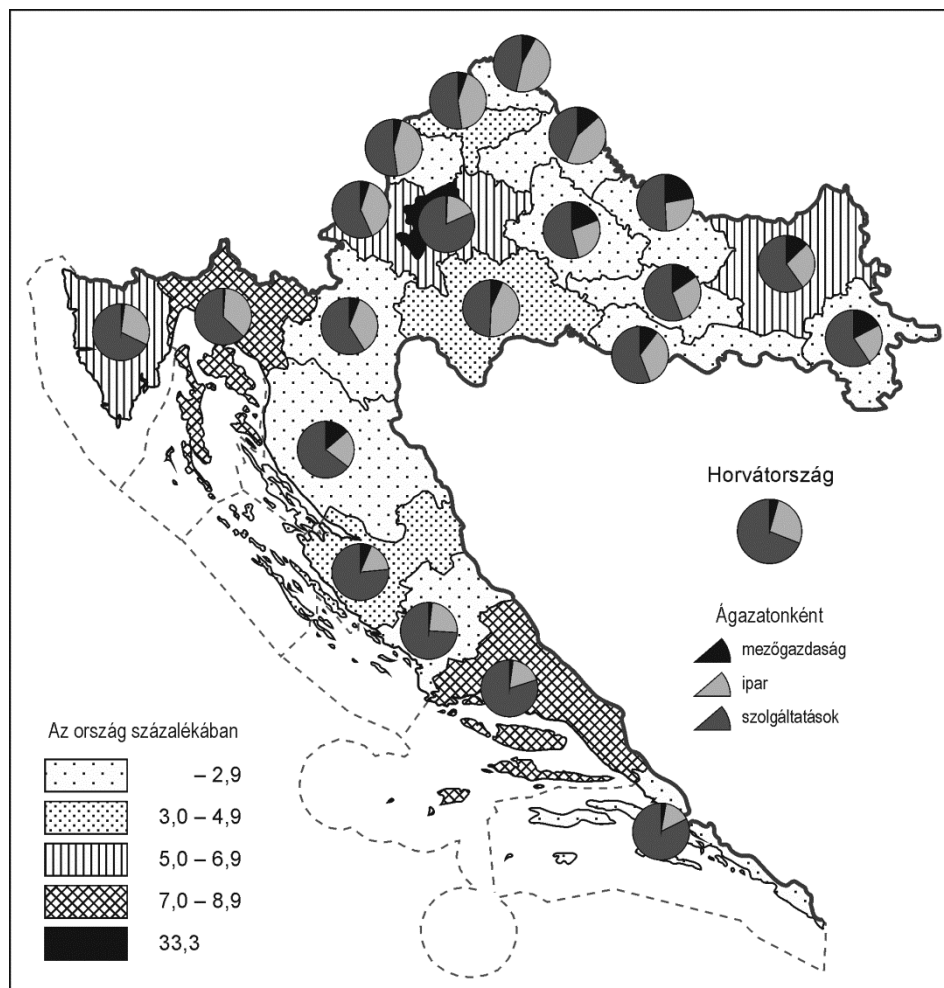 Horvátország
Ágazatonként
mezőgazdaság
ipar
szolgáltatások
Az ország százalékában
– 2,9
3,0 – 4,9
5,0 – 6,9
7,0 – 8,9
33,3